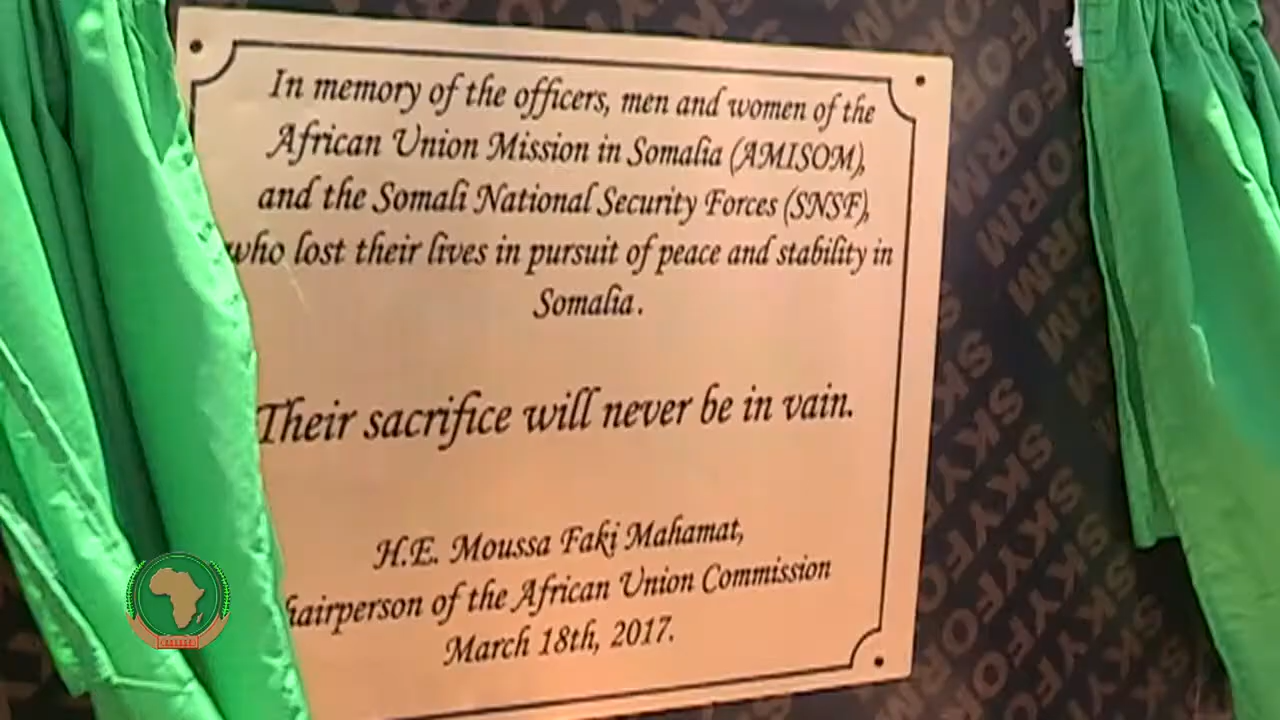 In memory of the officers, men and women of the
African Union Mission in Somalia (AMISOM),
and the Somali National Security Forces (SNSF),
who lost their lives in pursuit of peace and stability in
Somalia.
Their sacrifice will never be in vain.
H.E. Moussa Faki Mahamat,
hairperson of the African Union Commission
March 18th, 2017.